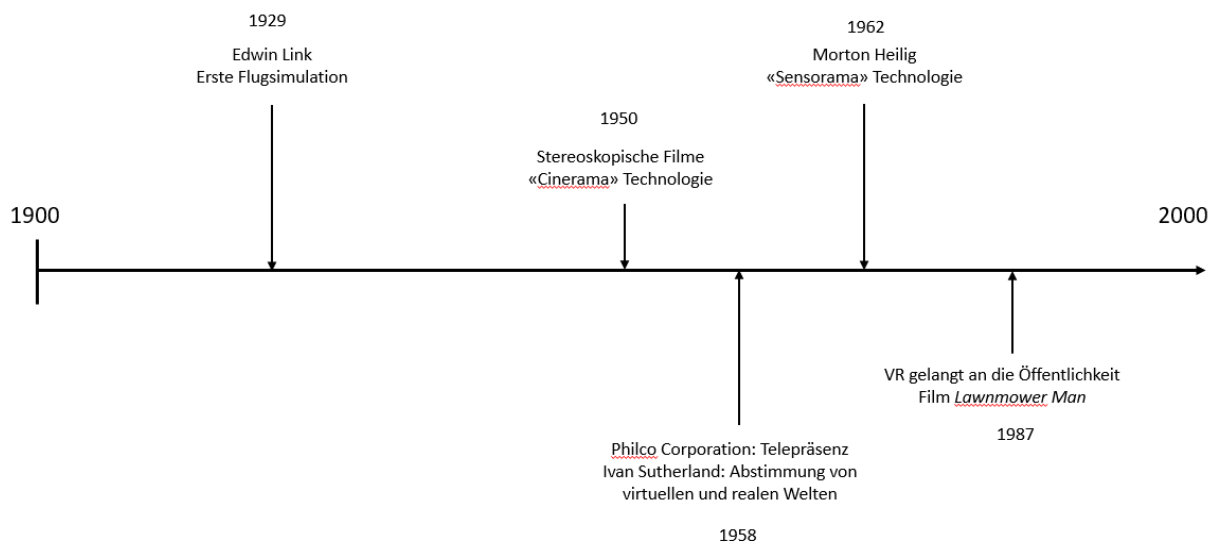 1929
Edwin Link
Erste Flugsimulation
1962
Morton Heilig
«Sensorama» Technologie
1950
Stereoskopische Filme
«Cinerama» Technologie
1900
2000
VR gelangt an die Öffentlichkeit
Film Lawnmower Man
1987
Philco Corporation: Telepräsenz
Ivan Sutherland: Abstimmung von
virtuellen und realen Welten
1958